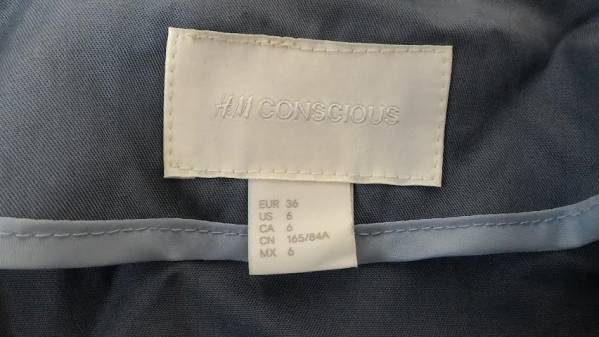 H&M CONSCIOUS
EUR 36
US 6
CA 6
CN 165/84A
MX 6